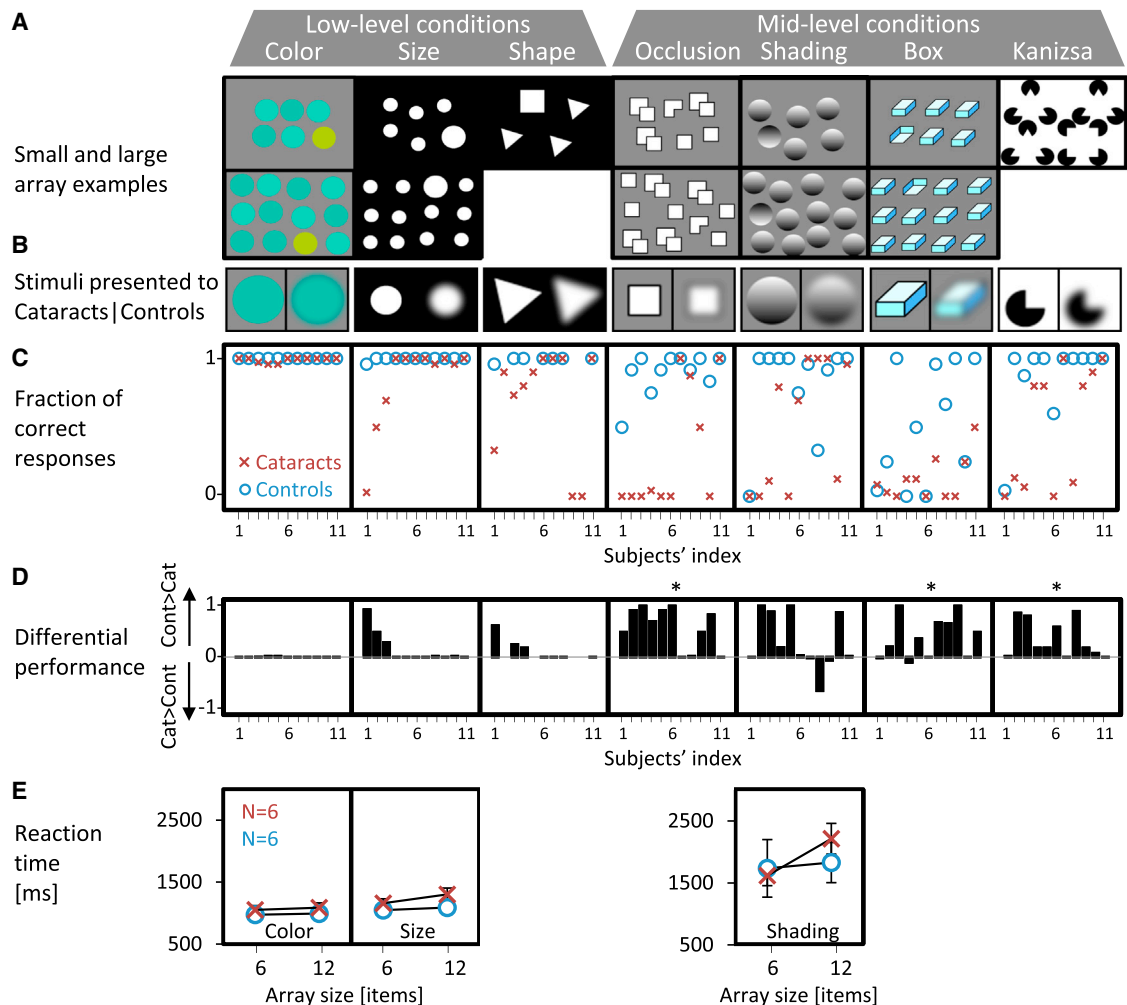 A
Low-level conditions
Mid-level conditions
Color
Size
Shape
Occlusion
Shading
Box
Kanizsa
Small and large
array examples
B
Stimuli presented to
Cataracts|Controls
C
Fraction of
correct
responses
1
0
Cataracts
Controls
1 6 11
1 6 11
1 6 11
1 6 11
1 6 11
1 6 11
1 6 11
Subjects' index
D
Differential
performance
Cat>Cont Cont>Cat
1
0
-1
* * *
1 6 11
1 6 11
1 6 11
1 6 11
1 6 11
1 6 11
1 6 11
Subjects' index
E
Reaction
time
[ms]
2500
1500
500
N=6
N=6
Color
Size
6 12
6 12
Array size [items]
2500
1500
500
Shading
6 12
Array size [items]